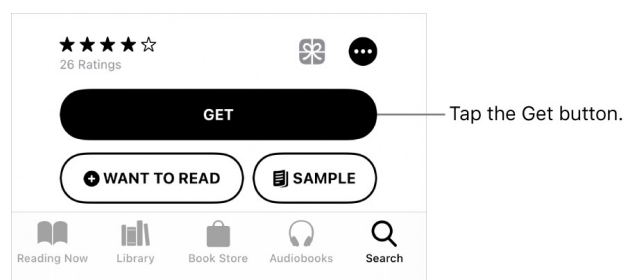 26 Ratings
GET
Tap the Get button.
WANT TO READ
SAMPLE
Reading Now
Library
Book Store
Audiobooks
Search